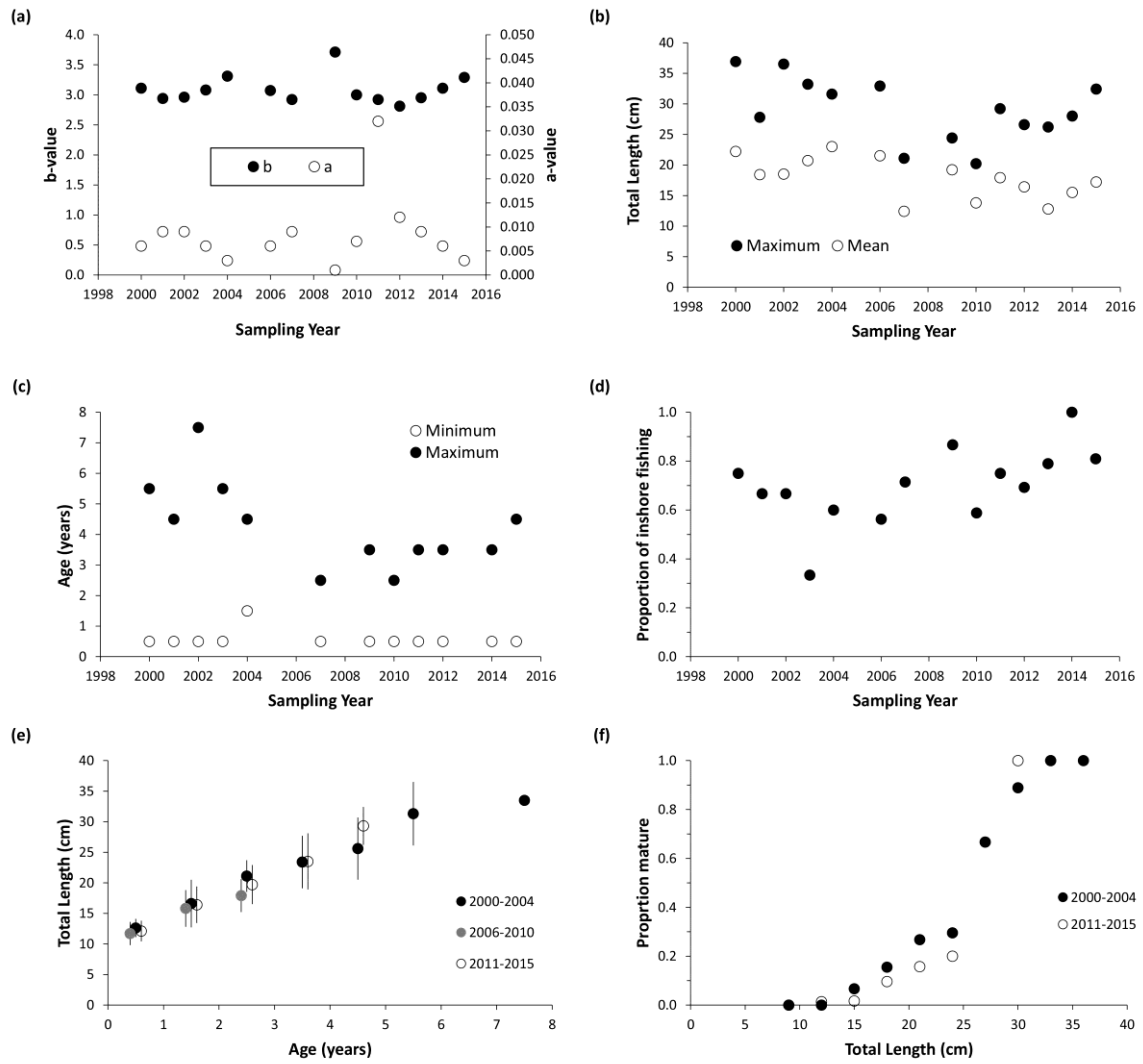 (a)
b-value
4.0
3.5
3.0
2.5
2.0
1.5
1.0
0.5
0.0
b
a
0.050
0.045
0.040
0.035
0.030
0.025
0.020
0.015
0.010
0.005
0.000
a-value
1998 2000 2002 2004 2006 2008 2010 2012 2014 2016
Sampling Year
(b)
Total Length (cm)
40
35
30
25
20
15
10
5
0
Maximum Mean
1998 2000 2002 2004 2006 2008 2010 2012 2014 2016
Sampling Year
(c)
Age (years)
8
7
6
5
4
3
2
1
0
Minimum
Maximum
1998 2000 2002 2004 2006 2008 2010 2012 2014 2016
Sampling Year
(d)
Proportion of inshore fishing
1.0
0.8
0.6
0.4
0.2
0.0
1998 2000 2002 2004 2006 2008 2010 2012 2014 2016
Sampling Year
(e)
Total Length (cm)
40
35
30
25
20
15
10
5
0
2000-2004
2006-2010
2011-2015
0 1 2 3 4 5 6 7 8
Age (years)
(f)
Proprtion mature
1.0
0.8
0.6
0.4
0.2
0.0
2000-2004
2011-2015
0 5 10 15 20 25 30 35 40
Total Length (cm)